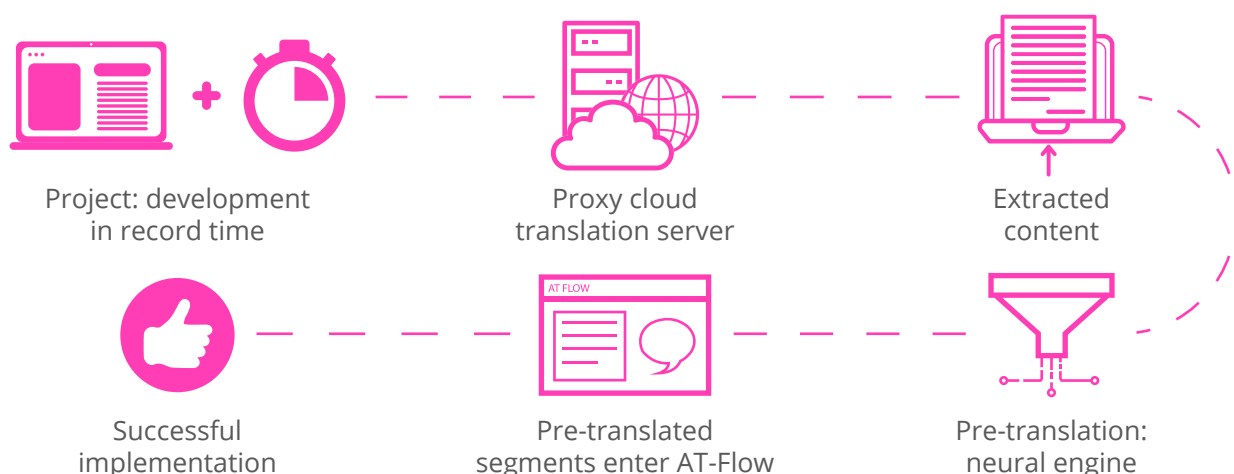 Project: development
in record time
Proxy cloud
translation server
Extracted
content
AT FLOW
Successful
implementation
Pre-translated
segments enter AT-Flow
Pre-translation:
neural engine